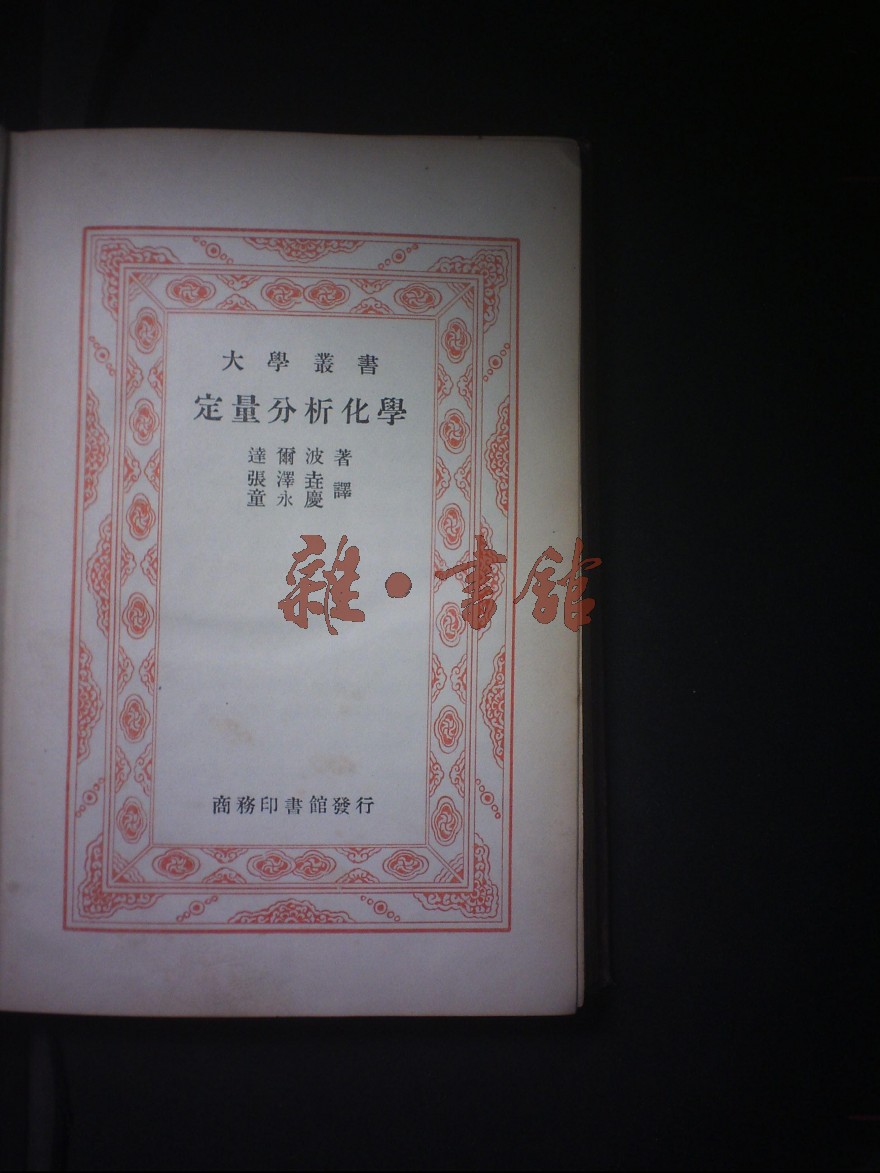 大學叢書
定量分析化學
達爾波著
張澤垚
童永慶譯
雜·書館
商務印書館發行